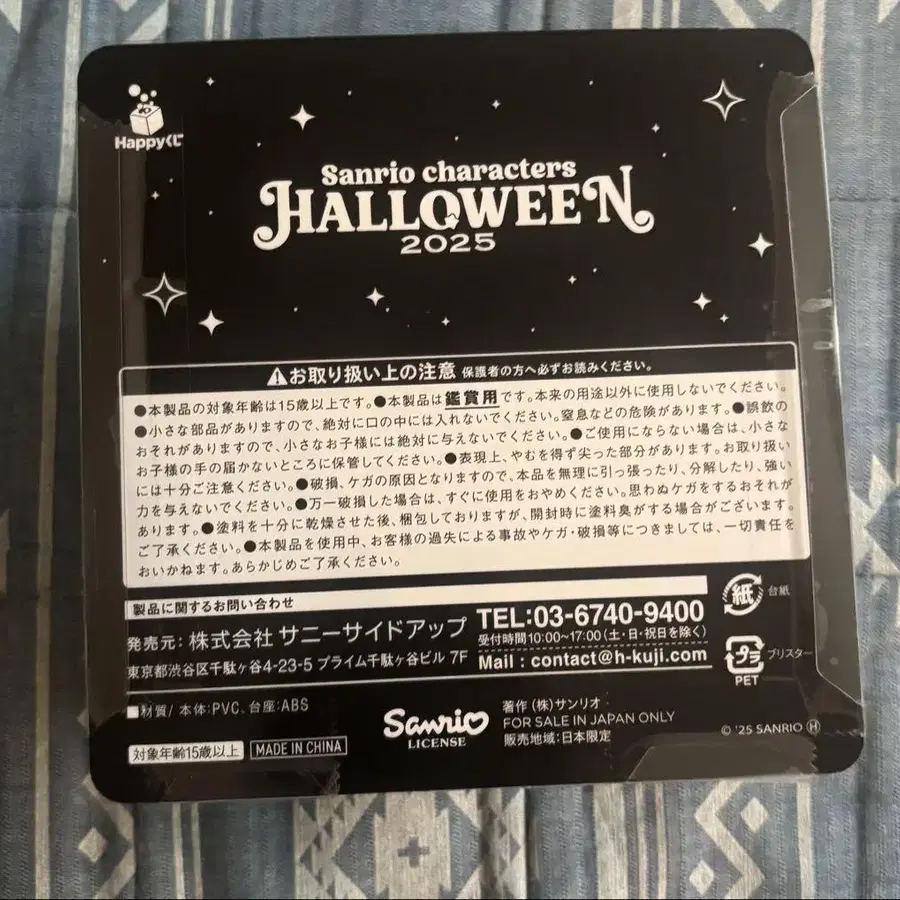 Happyくじ
Sanrio characters
HALLOWEEN
2025
お取り扱い上の注意 保護者の方へ必ずお読みください。
●本製品の対象年齢は15歳以上です。●本製品は鑑賞用です。本来の用途以外に使用しないでください。
●小さな部品がありますので、絶対に口の中には入れないでください。窒息などの危険があります。●誤飲の
おそれがありますので、小さなお子様には絶対に与えないでください。●ご使用にならない場合は、小さな
お子様の手の届かないところに保管してください。●表現上、やむを得ず尖った部分があります。お取り扱い
には十分ご注意ください。●破損、ケガの原因となりますので、本品を無理に引っ張ったり、分解したり、強い
力を与えないでください。●万一破損した場合は、すぐに使用をおやめください。思わぬケガをするおそれが
あります。●塗料を十分に乾燥させた後、梱包しておりますが、開封時に塗料臭がする場合がございます。
ご了承ください。●本製品を使用中、お客様の過失による事故やケガ・破損等につきましては、一切責任を
おいかねます。あらかじめご了承ください。
製品に関するお問い合わせ
発売元: 株式会社 サニーサイドアップ
東京都渋谷区千駄ヶ谷4-23-5 プライム千駄ヶ谷ビル 7F
TEL:03-6740-9400
受付時間10:00~17:00(土・日・祝日を除く)
Mail : contact@h-kuji.com
紙 台紙
プラ ブリスター
PET
■材質/ 本体:PVC、台座:ABS
対象年齢15歳以上
MADE IN CHINA
Sanrio
LICENSE
著作 (株)サンリオ
FOR SALE IN JAPAN ONLY
販売地域:日本限定
© '25 SANRIO Ⓗ